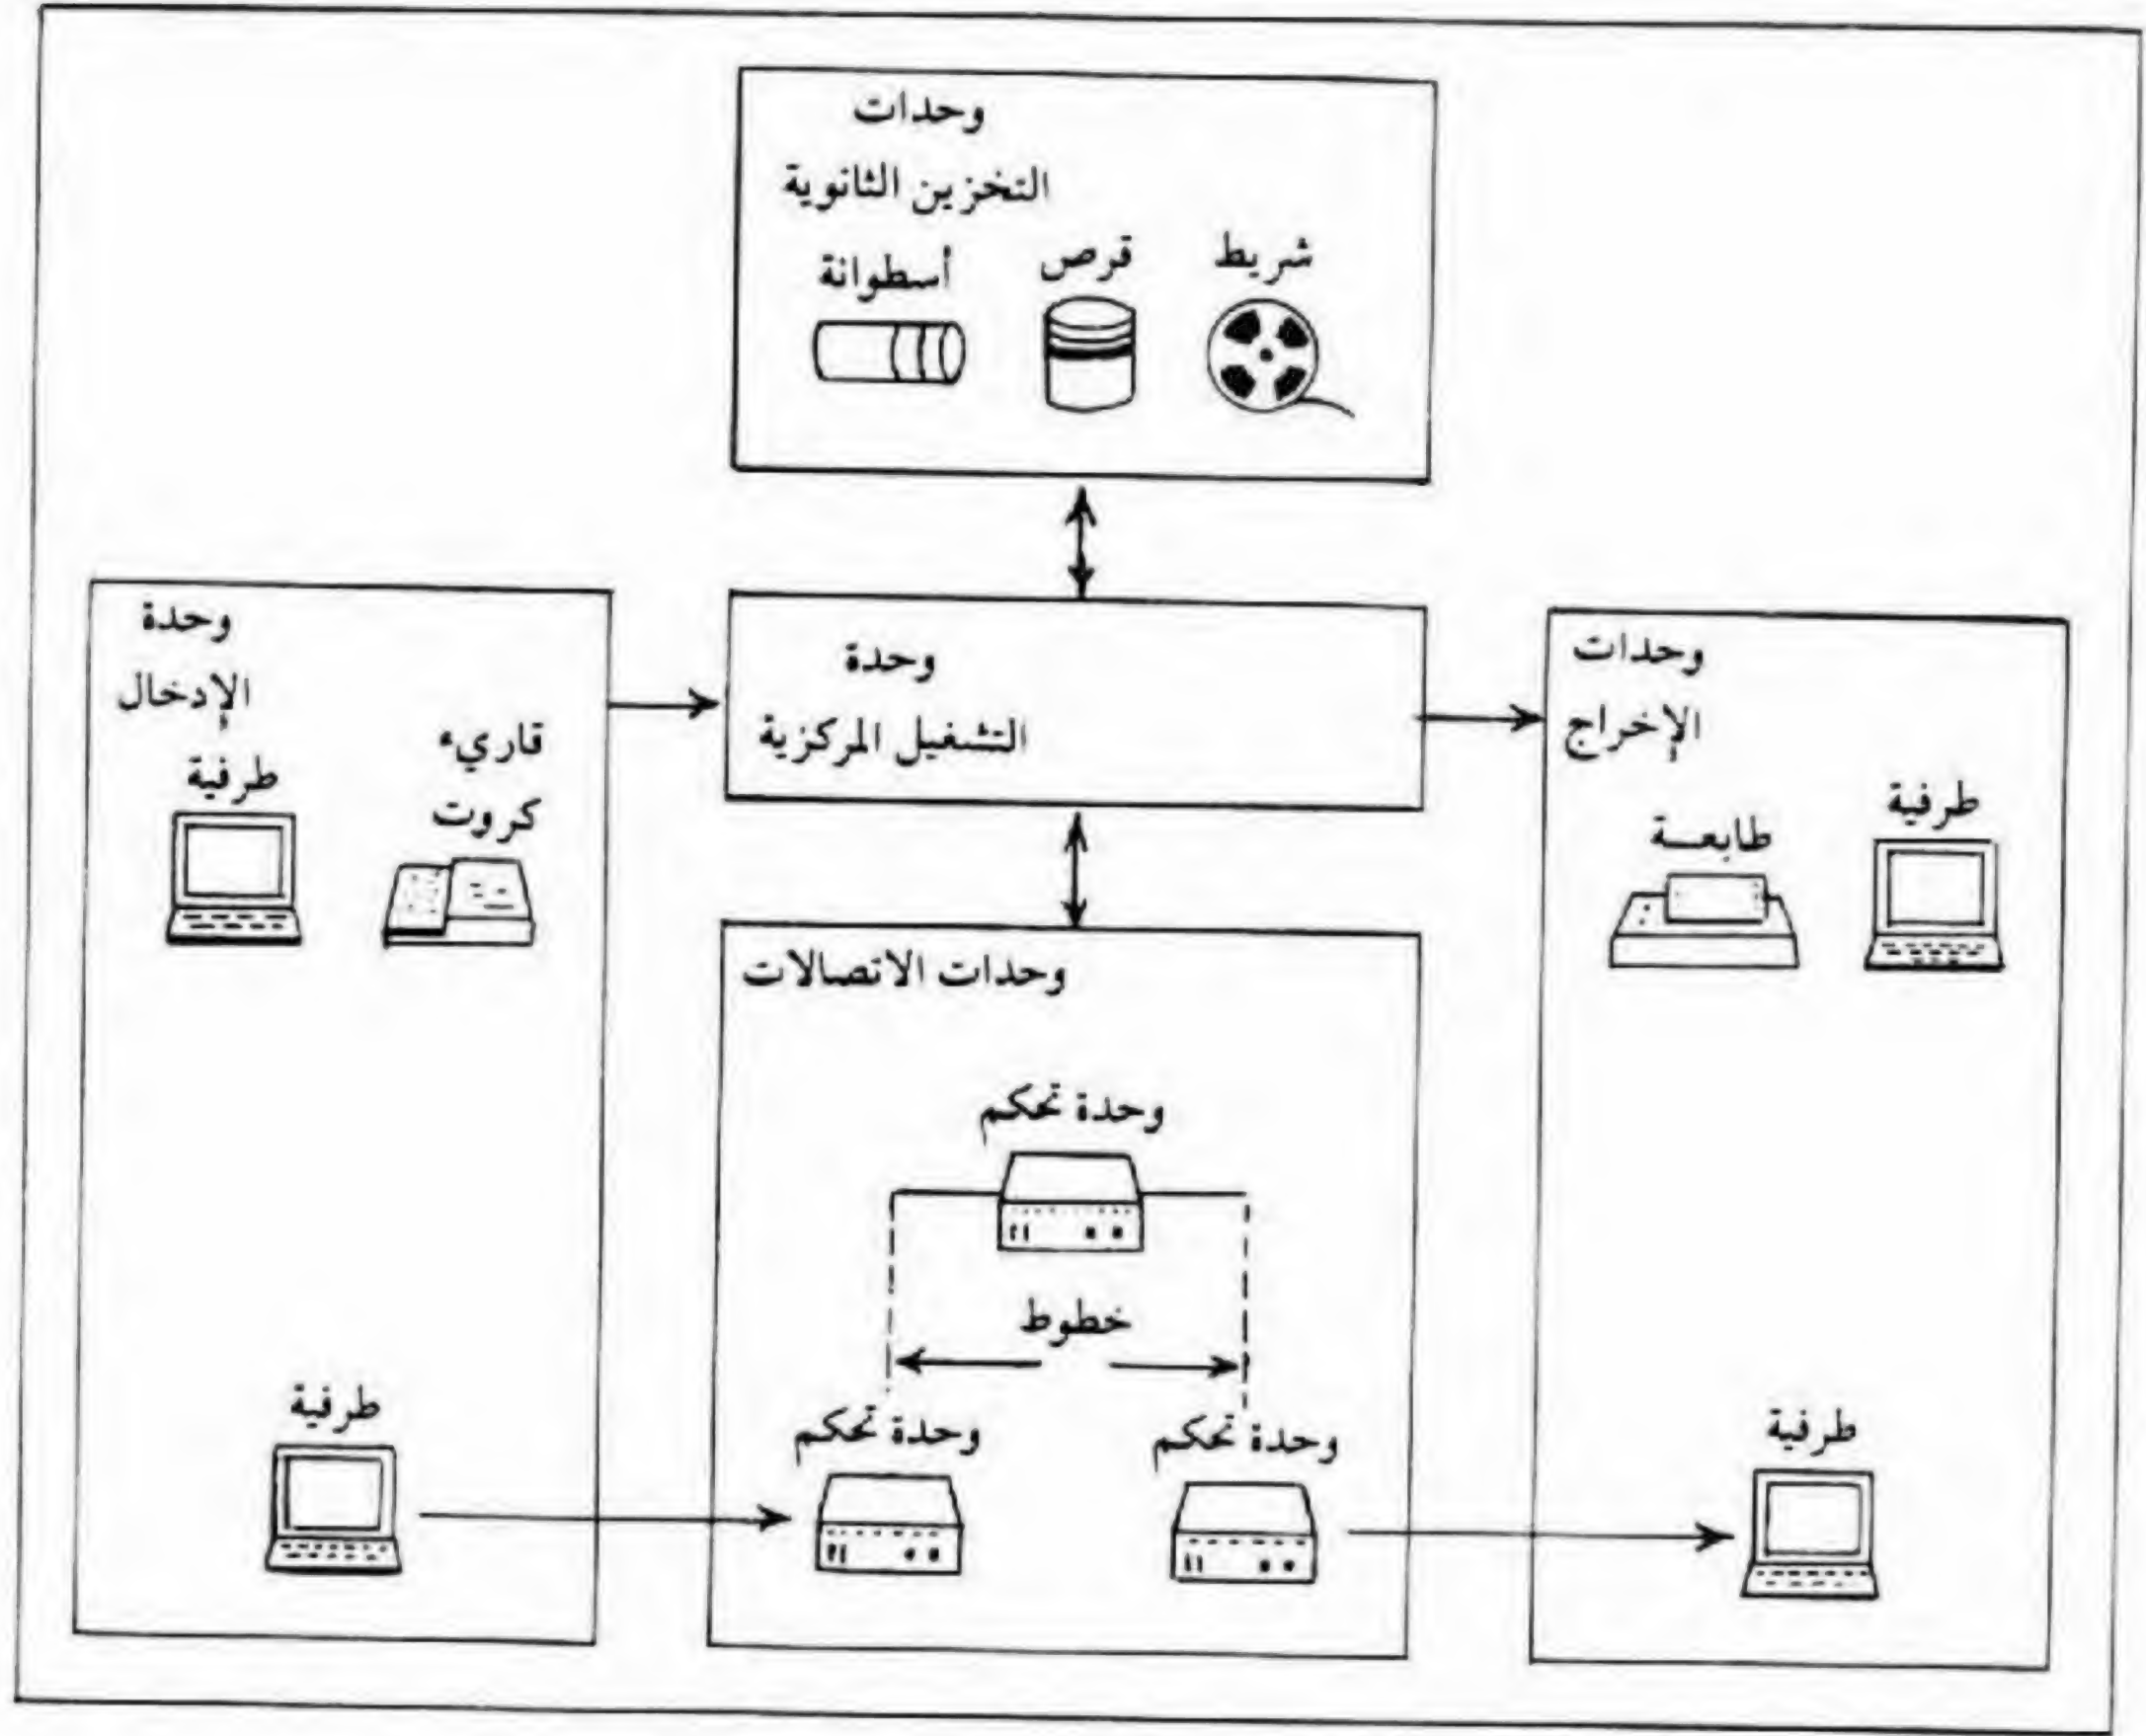 وحدات
التخزين الثانوية
شريط
قرص
أسطوانة
وحدة
الإدخال
قاريء
كروت
طرفية
طرفية
وحدة
التشغيل المركزية
وحدات
الإخراج
طرفية
طابعة
طرفية
وحدات الاتصالات
وحدة تحكم
خطوط
وحدة تحكم
وحدة تحكم